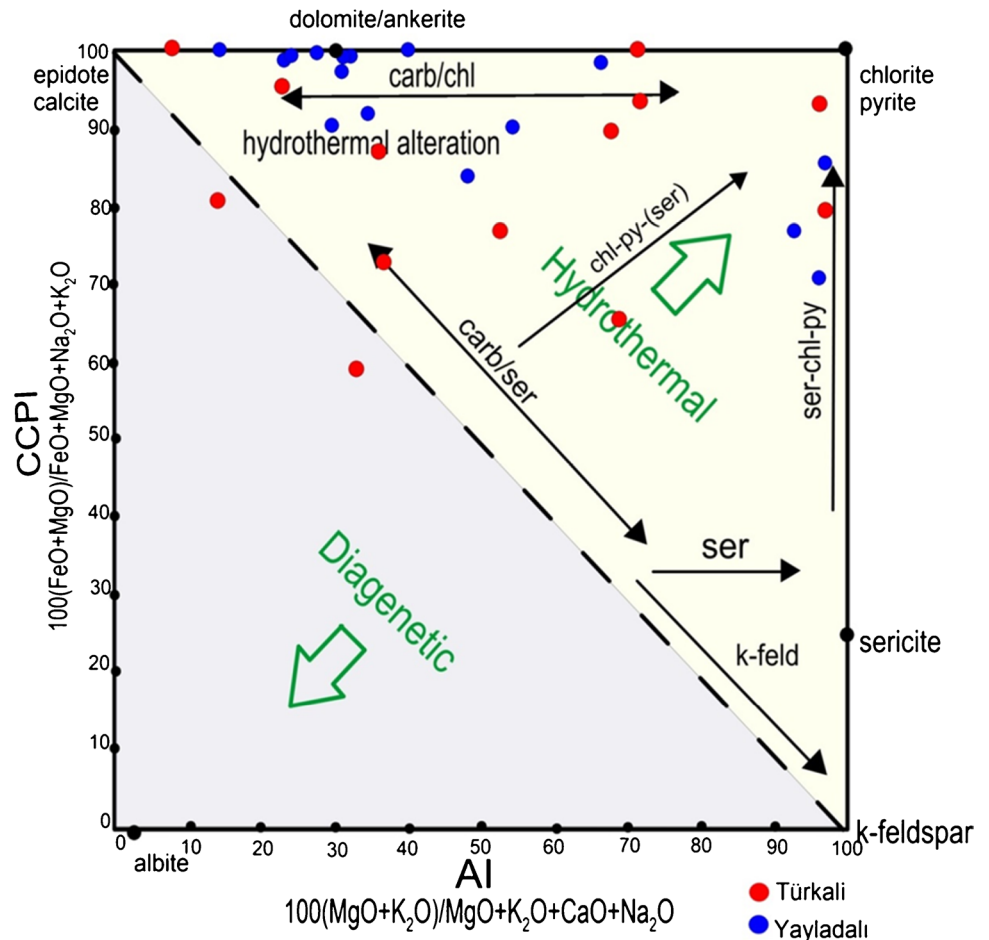 dolomite/ankerite
100
epidote
calcite
carb/chl
chlorite
pyrite
90
hydrothermal alteration
80
chl-py-(ser)
70
Hydrothermal
60
carb/ser
ser-chl-py
50
CCPI
100(FeO+MgO)/FeO+MgO+Na₂O+K₂O
40
ser
30
Diagenetic
sericite
20
k-feld
10
0
k-feldspar
0 10 20 30 40 50 60 70 80 90 100
albite
AI
100(MgO+K₂O)/MgO+K₂O+CaO+Na₂O
Türkali
Yayladalı